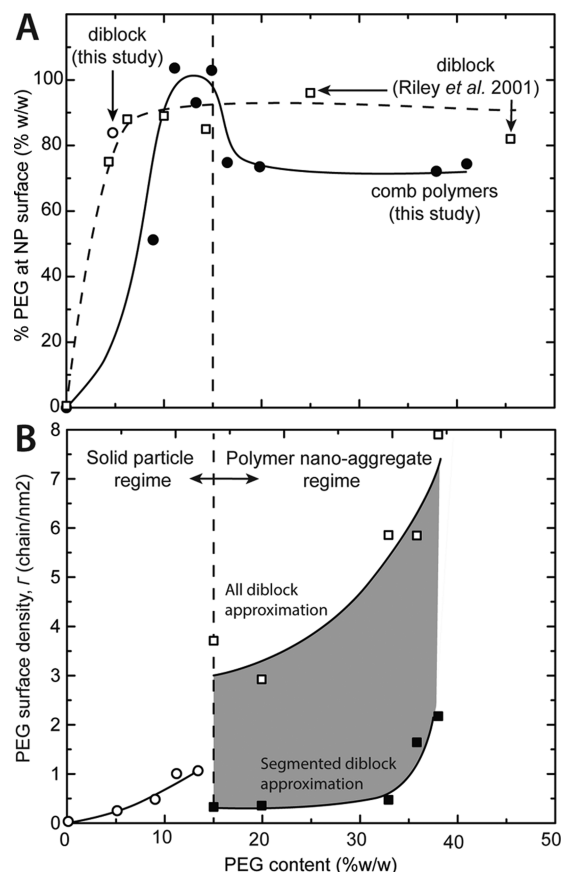 A
% PEG at NP surface (% w/w)
100
80
60
40
20
0
diblock
(this study)
diblock
(Riley et al. 2001)
comb polymers
(this study)
B
PEG surface density, Γ (chain/nm2)
8
7
6
5
4
3
2
1
0
Solid particle
regime
Polymer nano-aggregate
regime
All diblock
approximation
Segmented diblock
approximation
0 10 20 30 40 50
PEG content (%w/w)